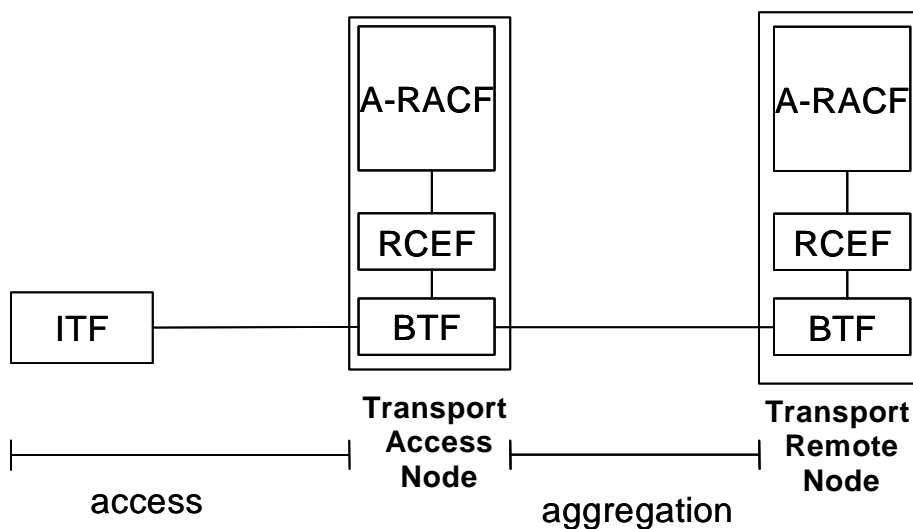 A-RACF
A-RACF
RCEF
RCEF
ITF
BTF
BTF
Transport
Access
Node
Transport
Remote
Node
access
aggregation